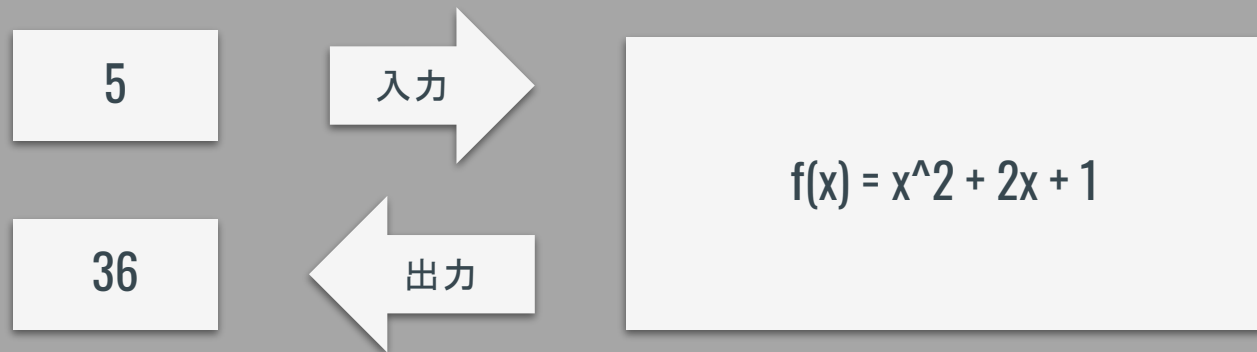 5
入力
f(x) = x^2 + 2x + 1
36
出力